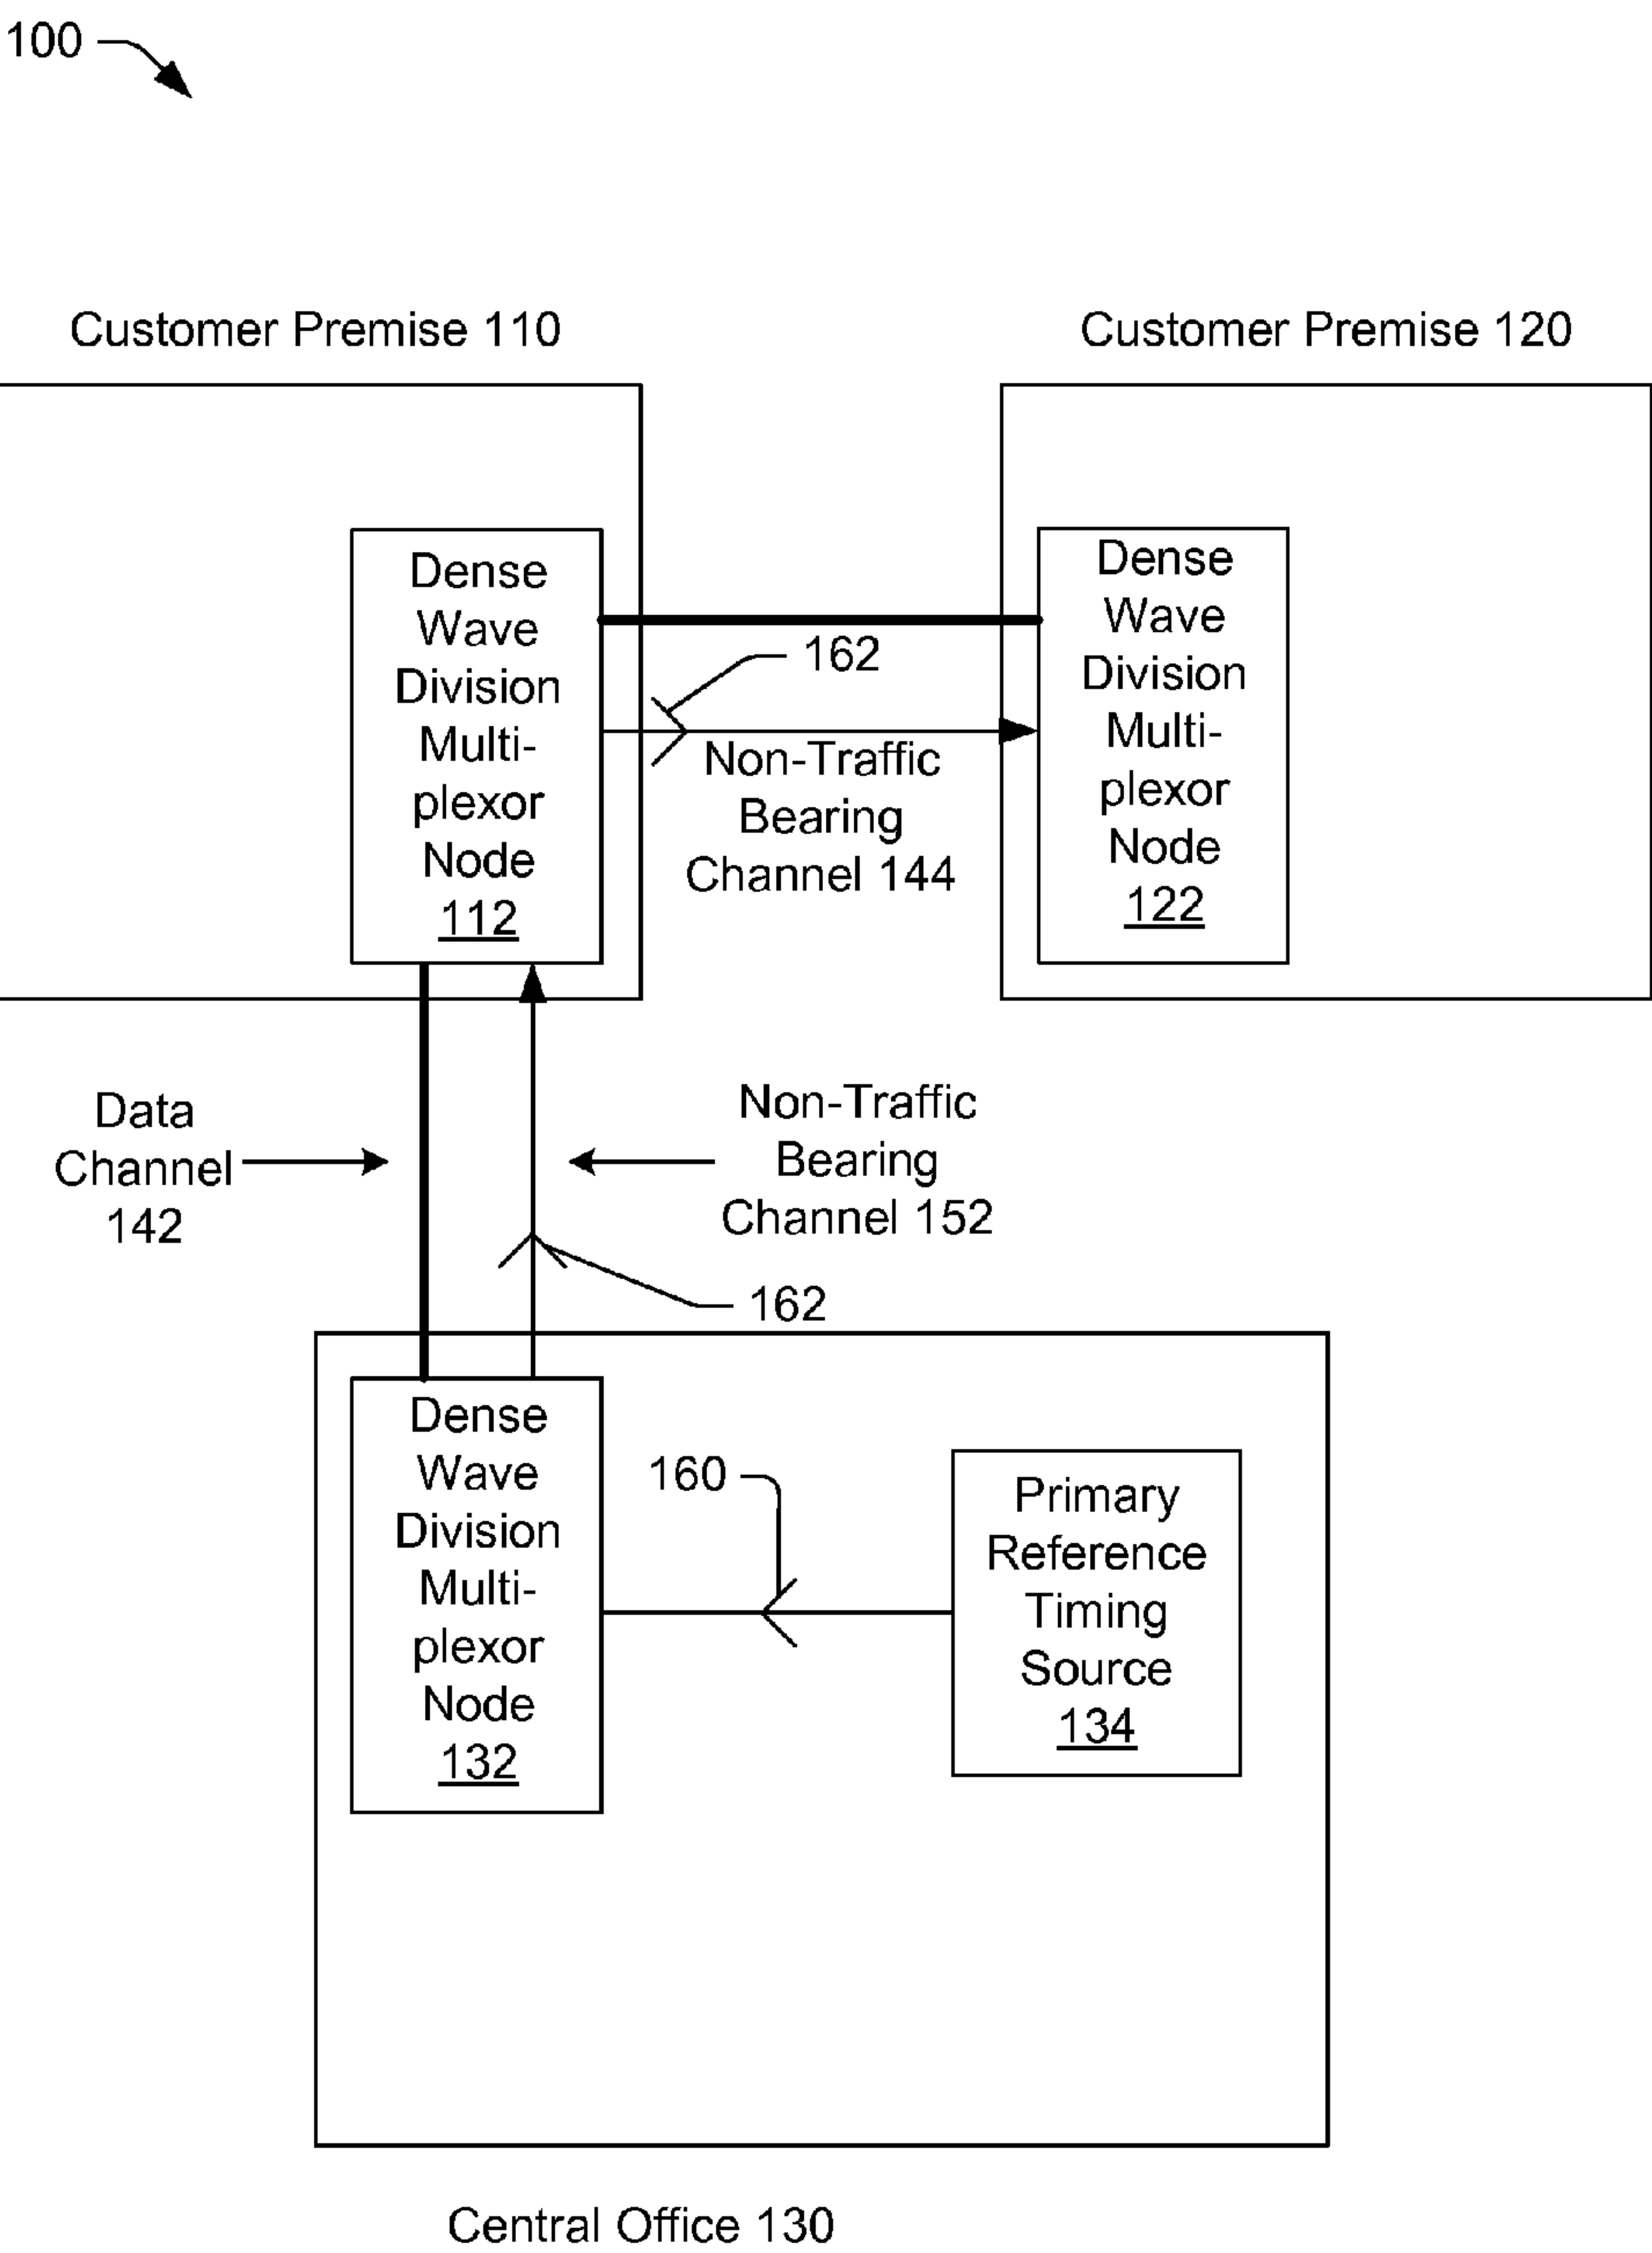 100
Customer Premise 110
Customer Premise 120
Dense
Wave
Division
Multi-
plexor
Node
112
162
Non-Traffic
Bearing
Channel 144
Dense
Wave
Division
Multi-
plexor
Node
122
Data
Channel
142
Non-Traffic
Bearing
Channel 152
162
Dense
Wave
Division
Multi-
plexor
Node
132
160
Primary
Reference
Timing
Source
134
Central Office 130